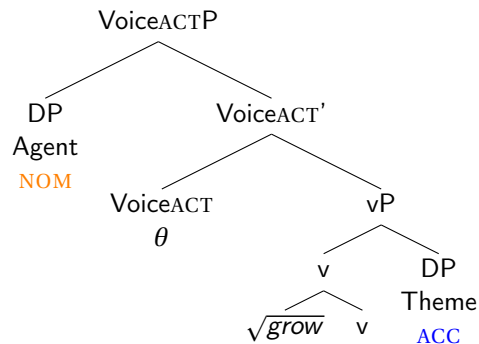 VoiceACTP
DP
Agent
NOM
VoiceACT'
VoiceACT
θ
vP
v
√grow
v
DP
Theme
ACC